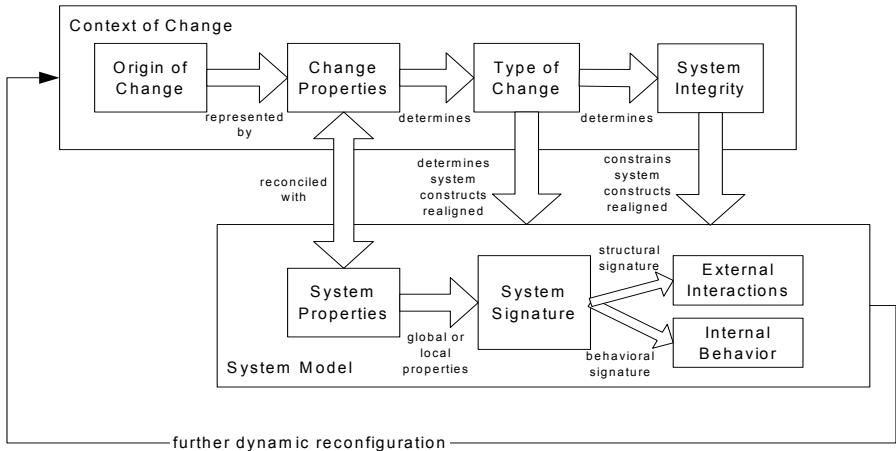 Context of Change
Origin of
Change
represented
by
Change
Properties
determines
Type of
Change
determines
System
Integrity
reconciled
with
determines
system
constructs
realigned
constrains
system
constructs
realigned
System
Properties
global or
local
properties
System
Signature
structural
signature
External
Interactions
behavioral
signature
Internal
Behavior
System Model
further dynamic reconfiguration